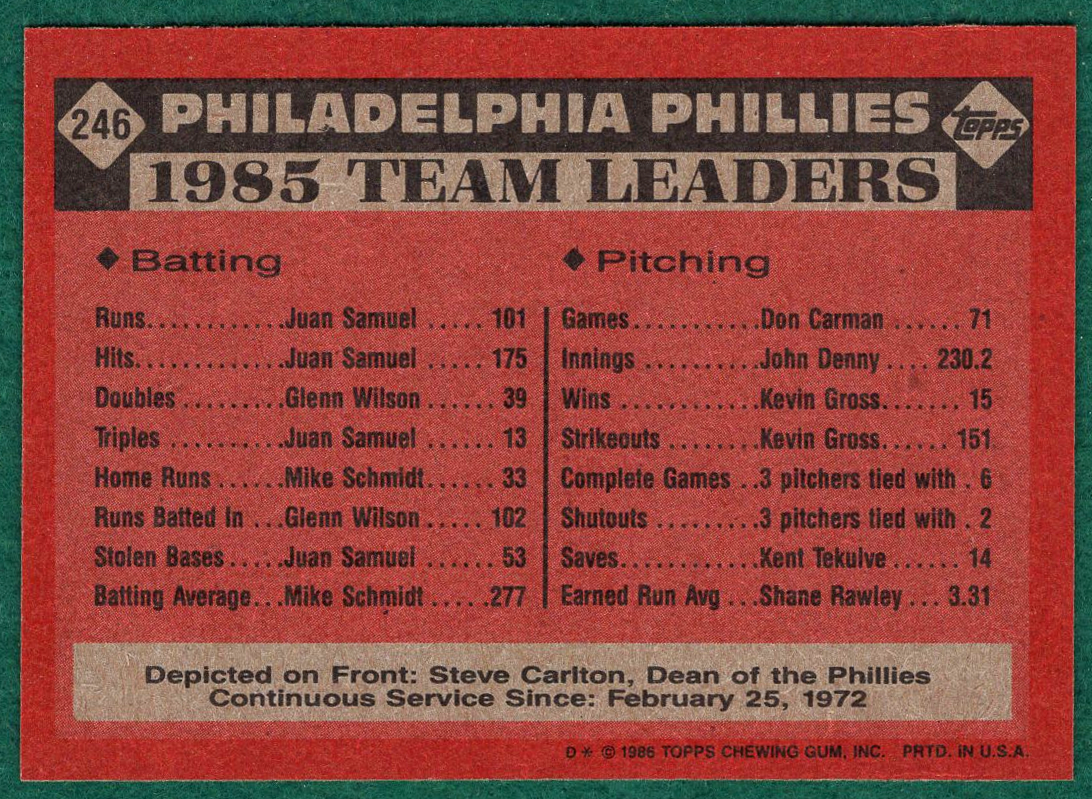 246 PHILADELPHIA PHILLIES topps
1985 TEAM LEADERS
Batting
Runs............Juan Samuel ..... 101
Hits.............Juan Samuel ..... 175
Doubles .........Glenn Wilson ...... 39
Triples ..........Juan Samuel ...... 13
Home Runs ......Mike Schmidt...... 33
Runs Batted In ...Glenn Wilson ..... 102
Stolen Bases.....Juan Samuel ...... 53
Batting Average...Mike Schmidt .....277
Pitching
Games...........Don Carman ...... 71
Innings ..........John Denny .... 230.2
Wins ............Kevin Gross....... 15
Strikeouts .......Kevin Gross...... 151
Complete Games ..3 pitchers tied with . 6
Shutouts .........3 pitchers tied with . 2
Saves............Kent Tekulve ...... 14
Earned Run Avg ...Shane Rawley ... 3.31
Depicted on Front: Steve Carlton, Dean of the Phillies
Continuous Service Since: February 25, 1972
D * © 1986 TOPPS CHEWING GUM, INC. PRTD. IN U.S.A.